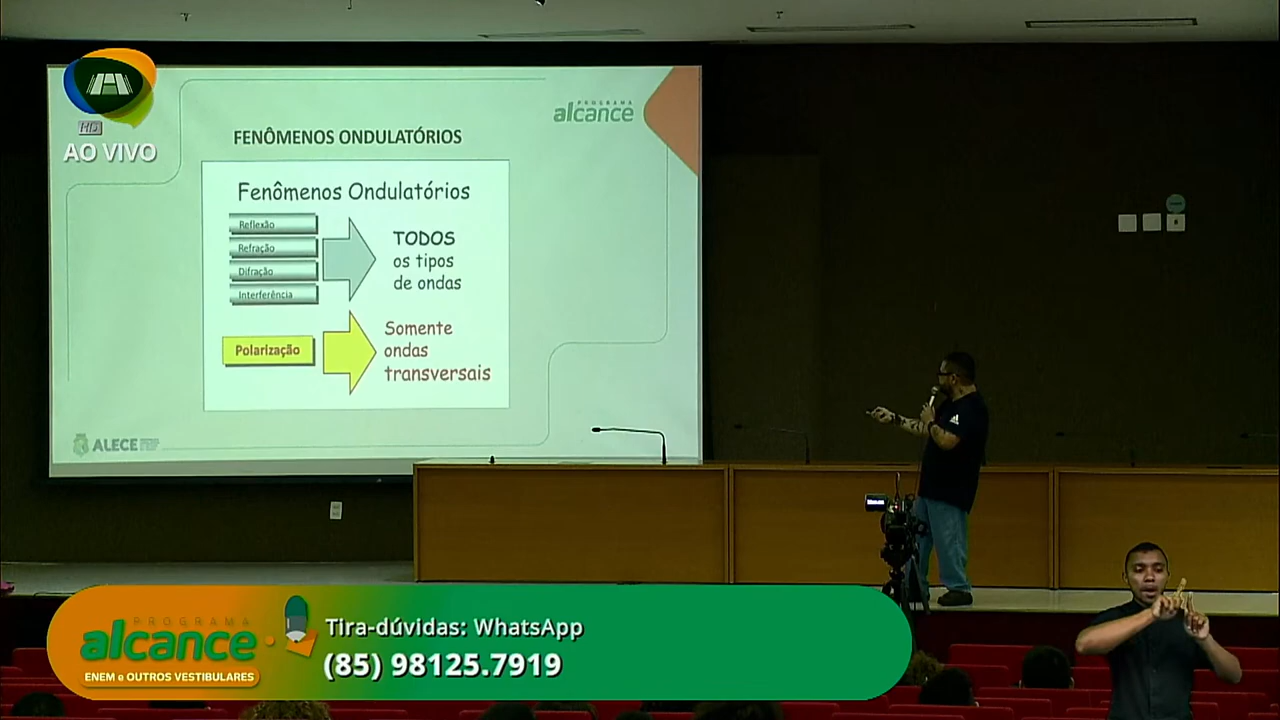 HD
AO VIVO
PROGRAMA
alcance
FENÔMENOS ONDULATÓRIOS
Fenômenos Ondulatórios
Reflexão
Refração
Difração
Interferência
TODOS
os tipos
de ondas
Polarização
Somente
ondas
transversais
ALECE
PROGRAMA
alcance
ENEM e OUTROS VESTIBULARES
Tira-dúvidas: WhatsApp
(85) 98125.7919